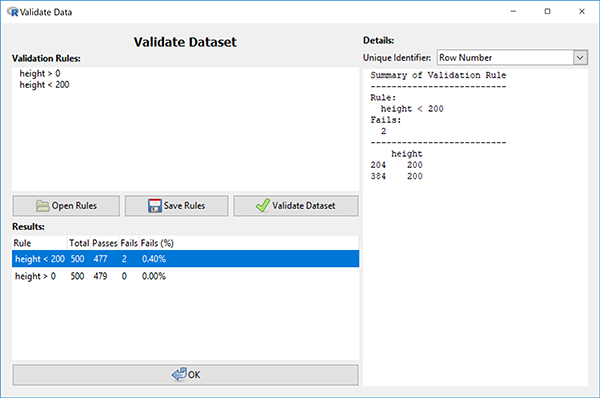 Validate Data
Validate Dataset
Validation Rules:
height > 0
height < 200
Open Rules
Save Rules
Validate Dataset
Results:
Rule Total Passes Fails Fails (%)
height < 200 500 477 2 0.40%
height > 0 500 479 0 0.00%
OK
Details:
Unique Identifier: Row Number
Summary of Validation Rule
--------------------------
Rule:
height < 200
Fails:
2
--------------------------
height
204 200
384 200